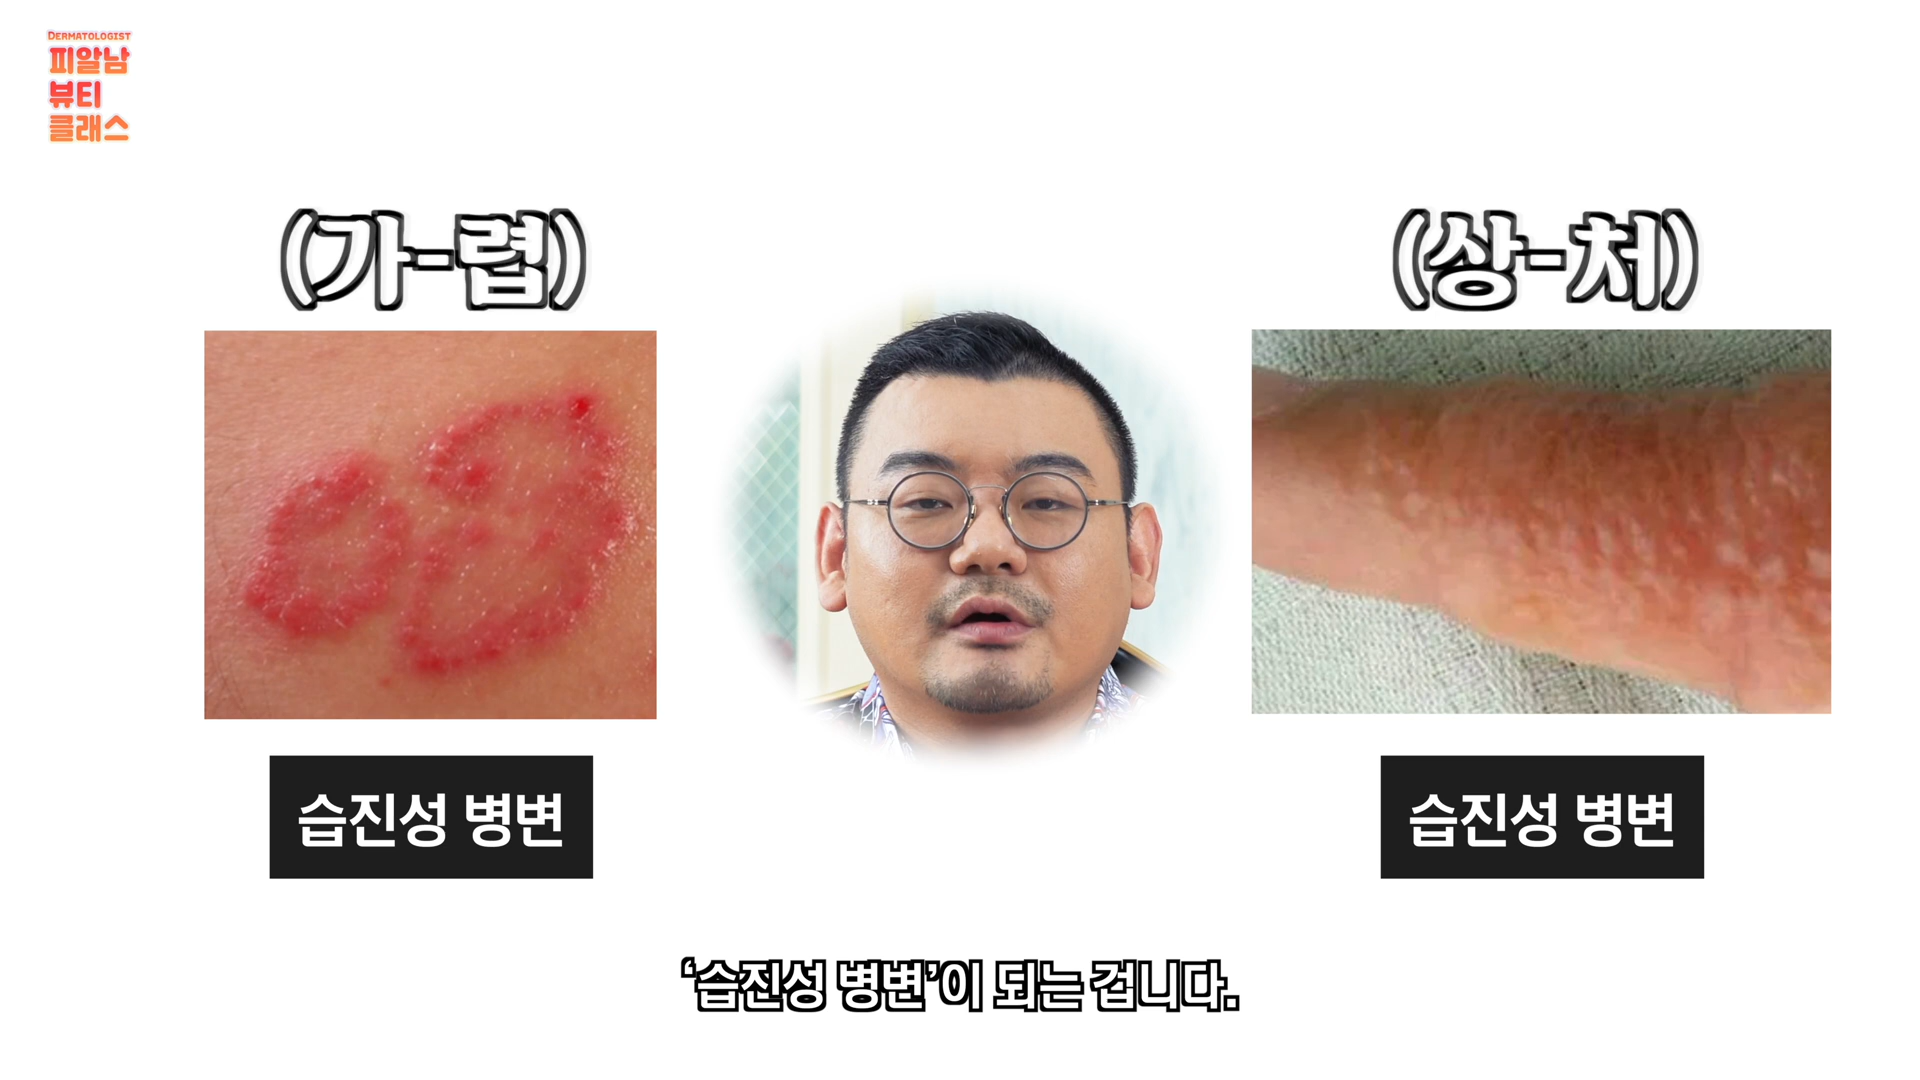 DERMATOLOGIST
피알남
뷰티
클래스
(가-렵)
(상-처)
습진성 병변
습진성 병변
‘습진성 병변’이 되는 겁니다.